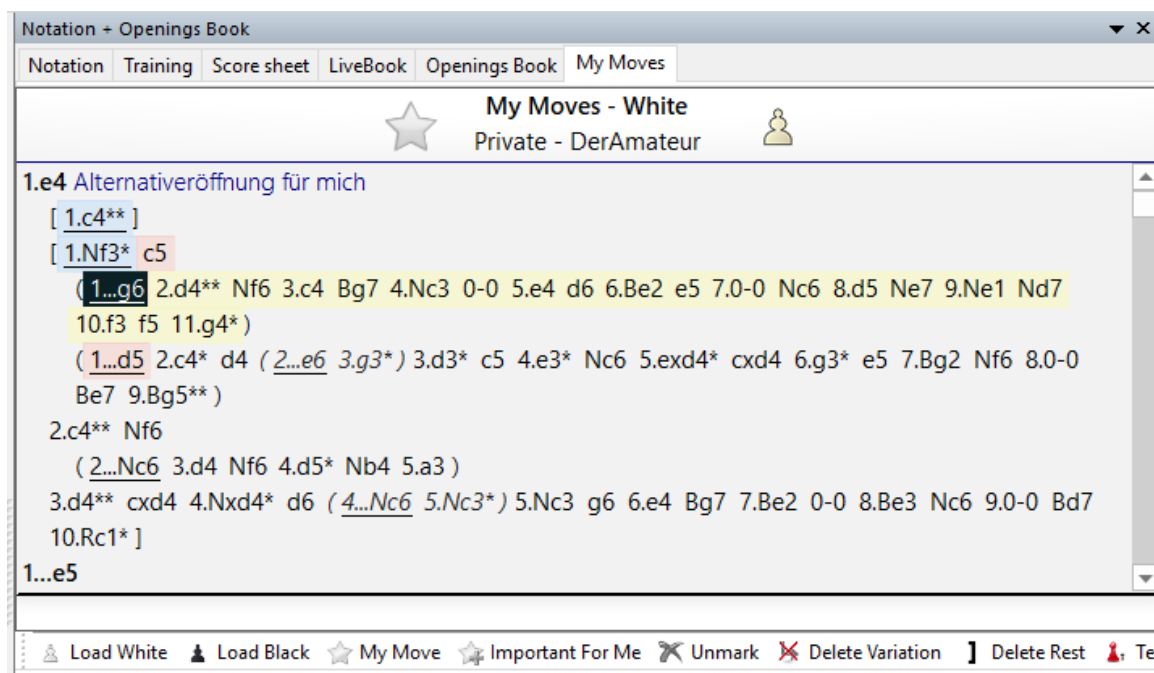 Notation + Openings Book
Notation Training Score sheet LiveBook Openings Book My Moves
My Moves - White
Private - DerAmateur
1.e4 Alternativeröffnung für mich
[ 1.c4** ]
[ 1.Nf3* c5
( 1...g6 2.d4** Nf6 3.c4 Bg7 4.Nc3 0-0 5.e4 d6 6.Be2 e5 7.0-0 Nc6 8.d5 Ne7 9.Ne1 Nd7
10.f3 f5 11.g4* )
( 1...d5 2.c4* d4 ( 2...e6 3.g3* ) 3.d3* c5 4.e3* Nc6 5.exd4* cxd4 6.g3* e5 7.Bg2 Nf6 8.0-0
Be7 9.Bg5** )
2.c4** Nf6
( 2...Nc6 3.d4 Nf6 4.d5* Nb4 5.a3 )
3.d4** cxd4 4.Nxd4* d6 ( 4...Nc6 5.Nc3* ) 5.Nc3 g6 6.e4 Bg7 7.Be2 0-0 8.Be3 Nc6 9.0-0 Bd7
10.Rc1* ]
1...e5
Load White Load Black My Move Important For Me Unmark Delete Variation ] Delete Rest Te